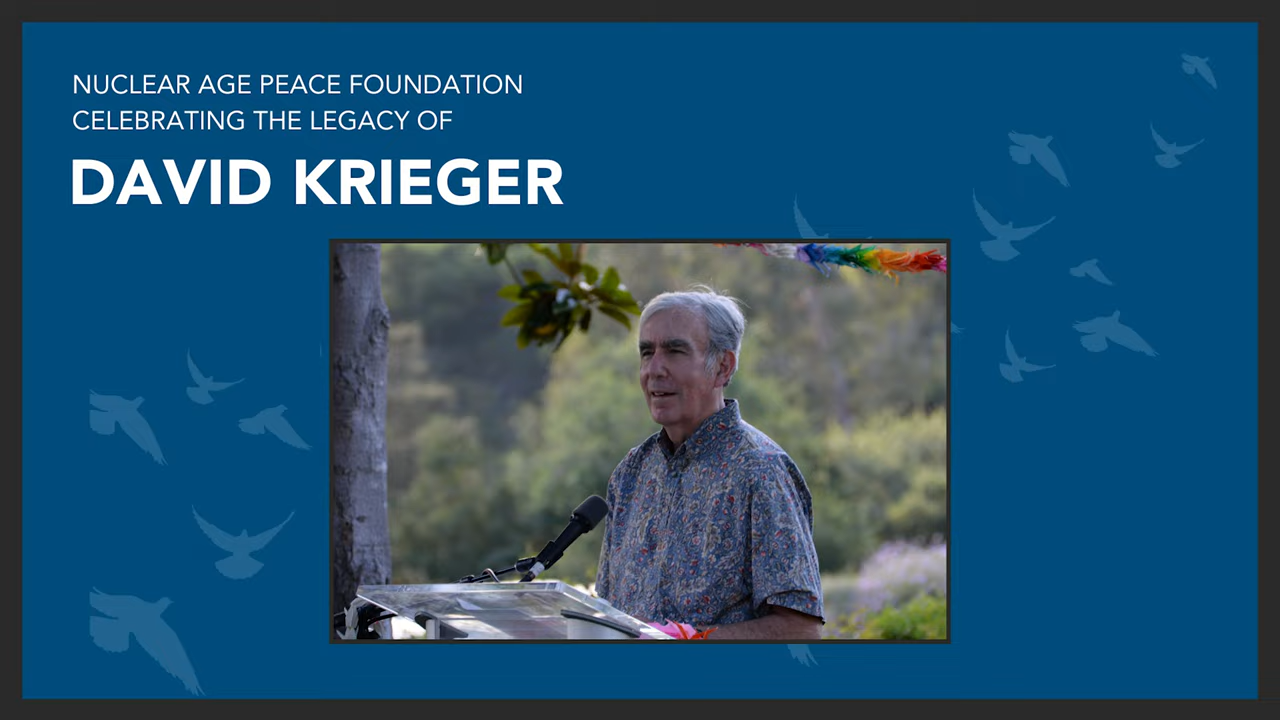 NUCLEAR AGE PEACE FOUNDATION
CELEBRATING THE LEGACY OF
DAVID KRIEGER